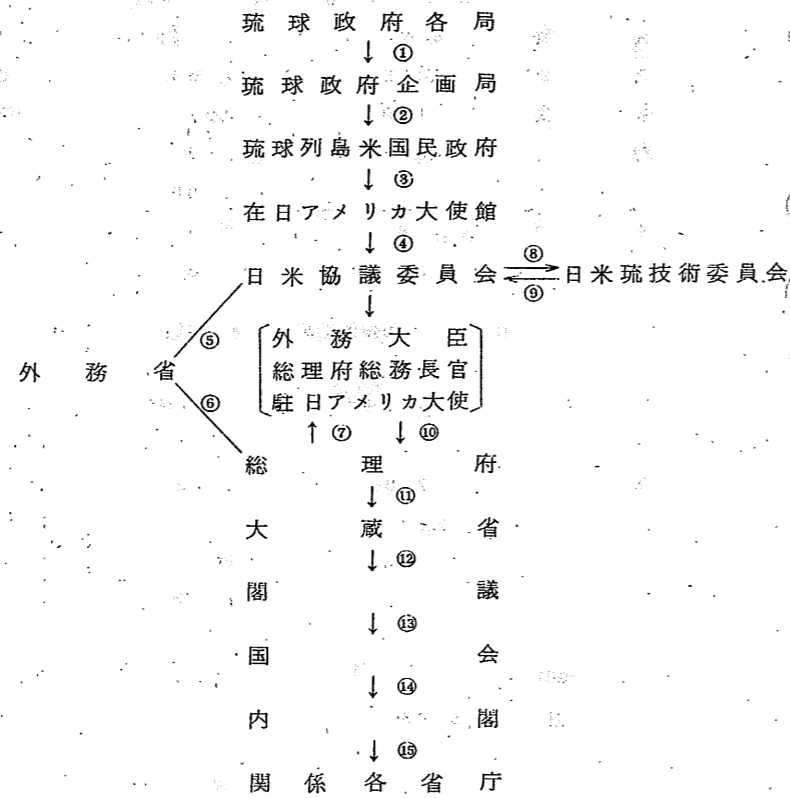 琉球政府各局
↓ ①
琉球政府企画局
↓ ②
琉球列島米国民政府
↓ ③
在日アメリカ大使館
↓ ④ ⑧
日米協議委員会 日米琉技術委員会
↓ ⑨
⑤ 外務大臣
外務省 総理府総務長官
⑥ 駐日アメリカ大使
↑ ⑦ ↓ ⑩
総理府
↓ ⑪
大蔵省
↓ ⑫
閣議
↓ ⑬
国会
↓ ⑭
内閣
↓ ⑮
関係各省庁